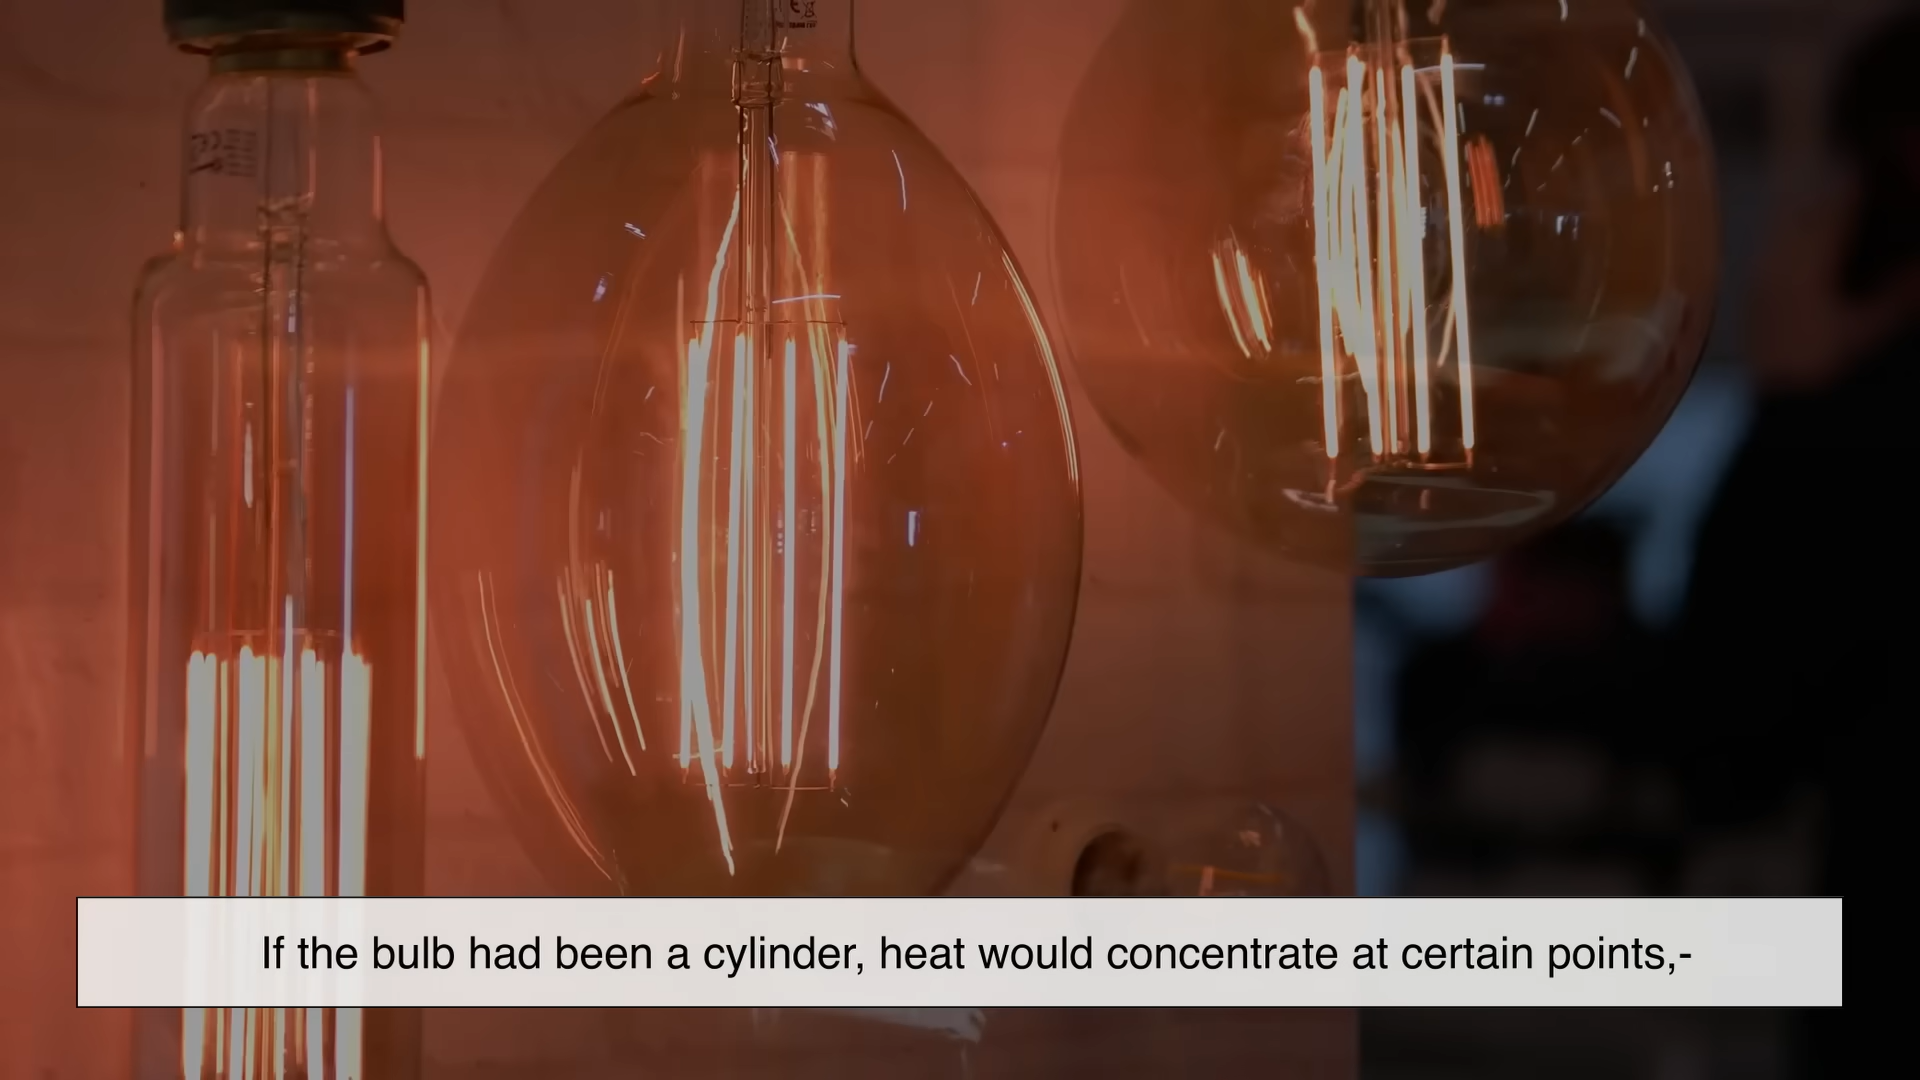 If the bulb had been a cylinder, heat would concentrate at certain points,-